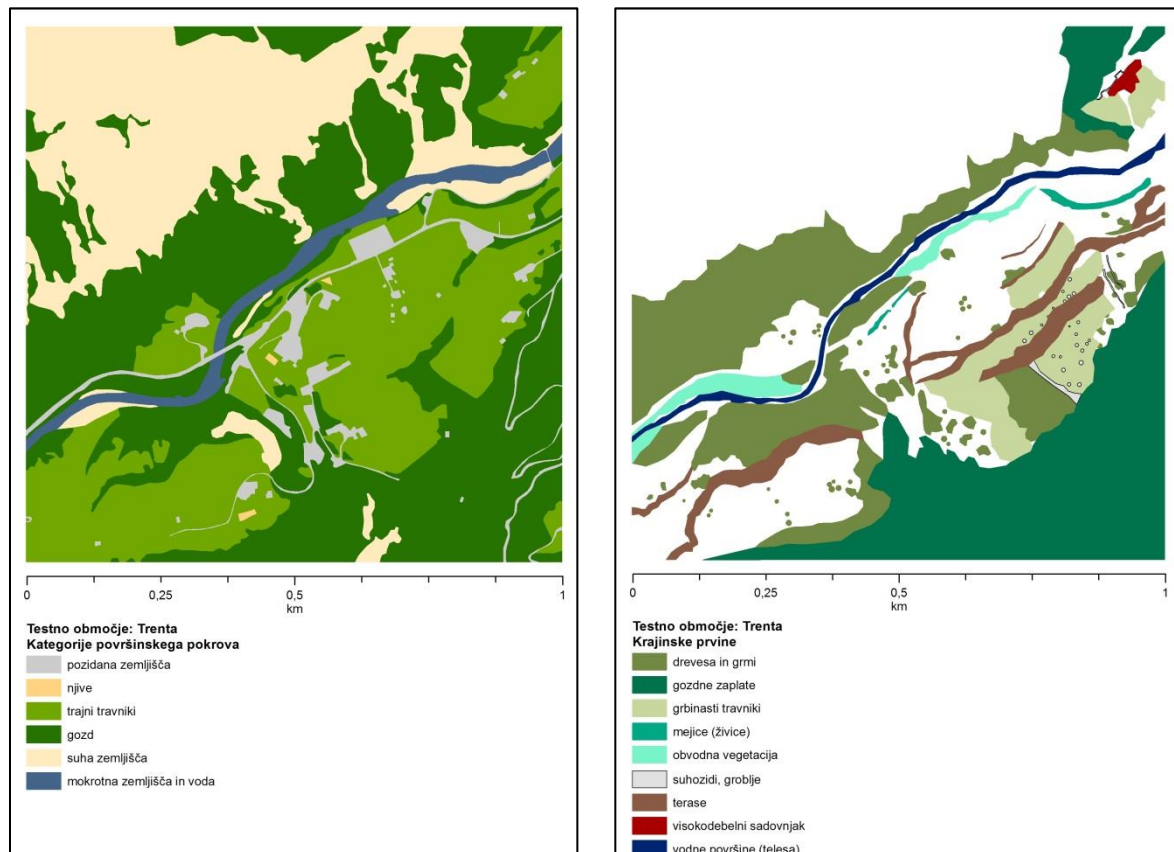 0 0,25 0,5 1
km
Testno območje: Trenta
Kategorije površinskega pokrova
pozidana zemljišča
njive
trajni travniki
gozd
suha zemljišča
mokrotna zemljišča in voda
0 0,25 0,5 1
km
Testno območje: Trenta
Krajinske prvine
drevesa in grmi
gozdne zaplate
grbinasti travniki
mejice (živice)
obvodna vegetacija
suhozidi, groblje
terase
visokodebelni sadovnjak
vodne površine (telesa)